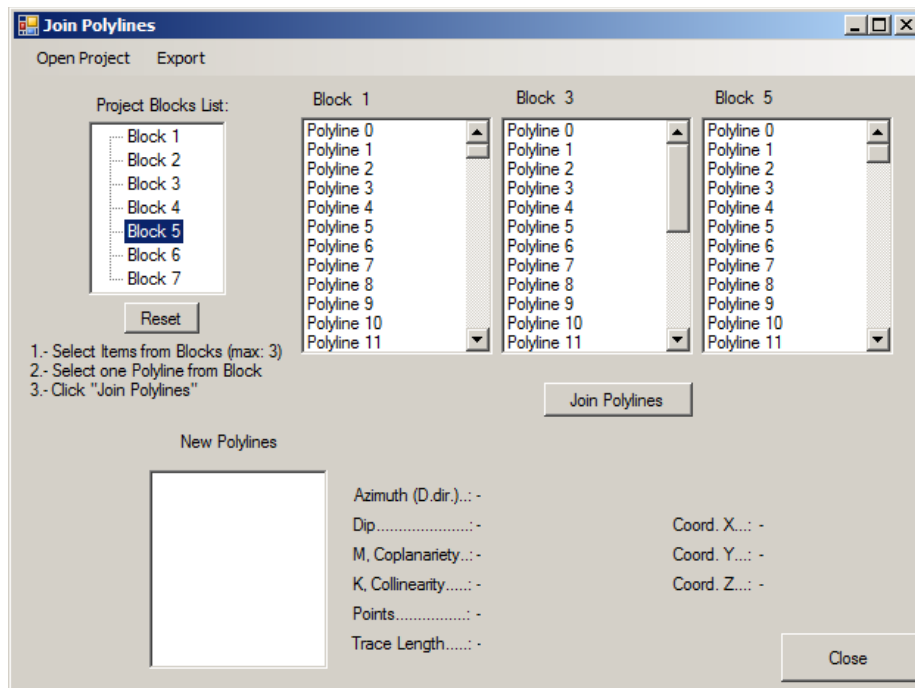 Join Polylines
Open Project Export
Project Blocks List:
Block 1
Block 2
Block 3
Block 4
Block 5
Block 6
Block 7
Reset
1.- Select Items from Blocks (max: 3)
2.- Select one Polyline from Block
3.- Click "Join Polylines"
Block 1
Polyline 0
Polyline 1
Polyline 2
Polyline 3
Polyline 4
Polyline 5
Polyline 6
Polyline 7
Polyline 8
Polyline 9
Polyline 10
Polyline 11
Block 3
Polyline 0
Polyline 1
Polyline 2
Polyline 3
Polyline 4
Polyline 5
Polyline 6
Polyline 7
Polyline 8
Polyline 9
Polyline 10
Polyline 11
Block 5
Polyline 0
Polyline 1
Polyline 2
Polyline 3
Polyline 4
Polyline 5
Polyline 6
Polyline 7
Polyline 8
Polyline 9
Polyline 10
Polyline 11
Join Polylines
New Polylines
Azimuth (D.dir.)..: -
Dip.....................: -
M, Coplanariety..: -
K, Collinearity.....: -
Points................: -
Trace Length.....: -
Coord. X...: -
Coord. Y...: -
Coord. Z...: -
Close